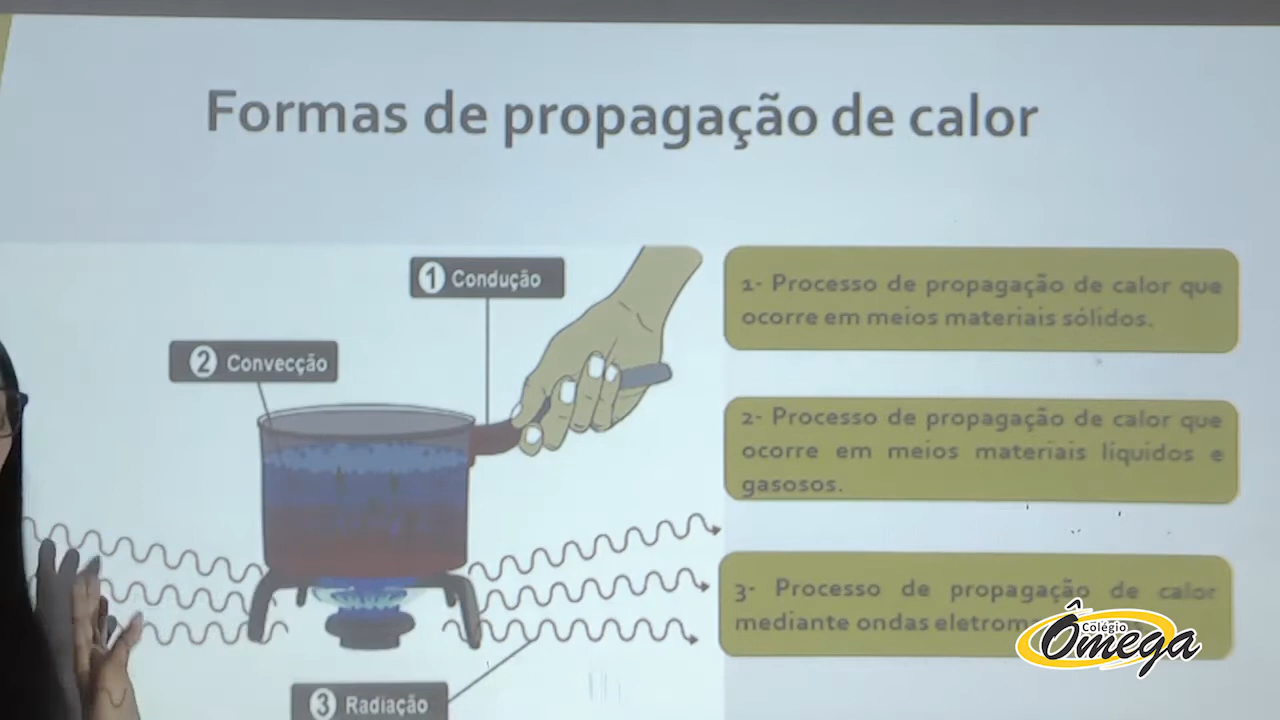 Formas de propagação de calor
1 Condução
2 Convecção
3 Radiação
1- Processo de propagação de calor que
ocorre em meios materiais sólidos.
2- Processo de propagação de calor que
ocorre em meios materiais líquidos e
gasosos.
3- Processo de propagação de calor
mediante ondas
Colégio
Ômega